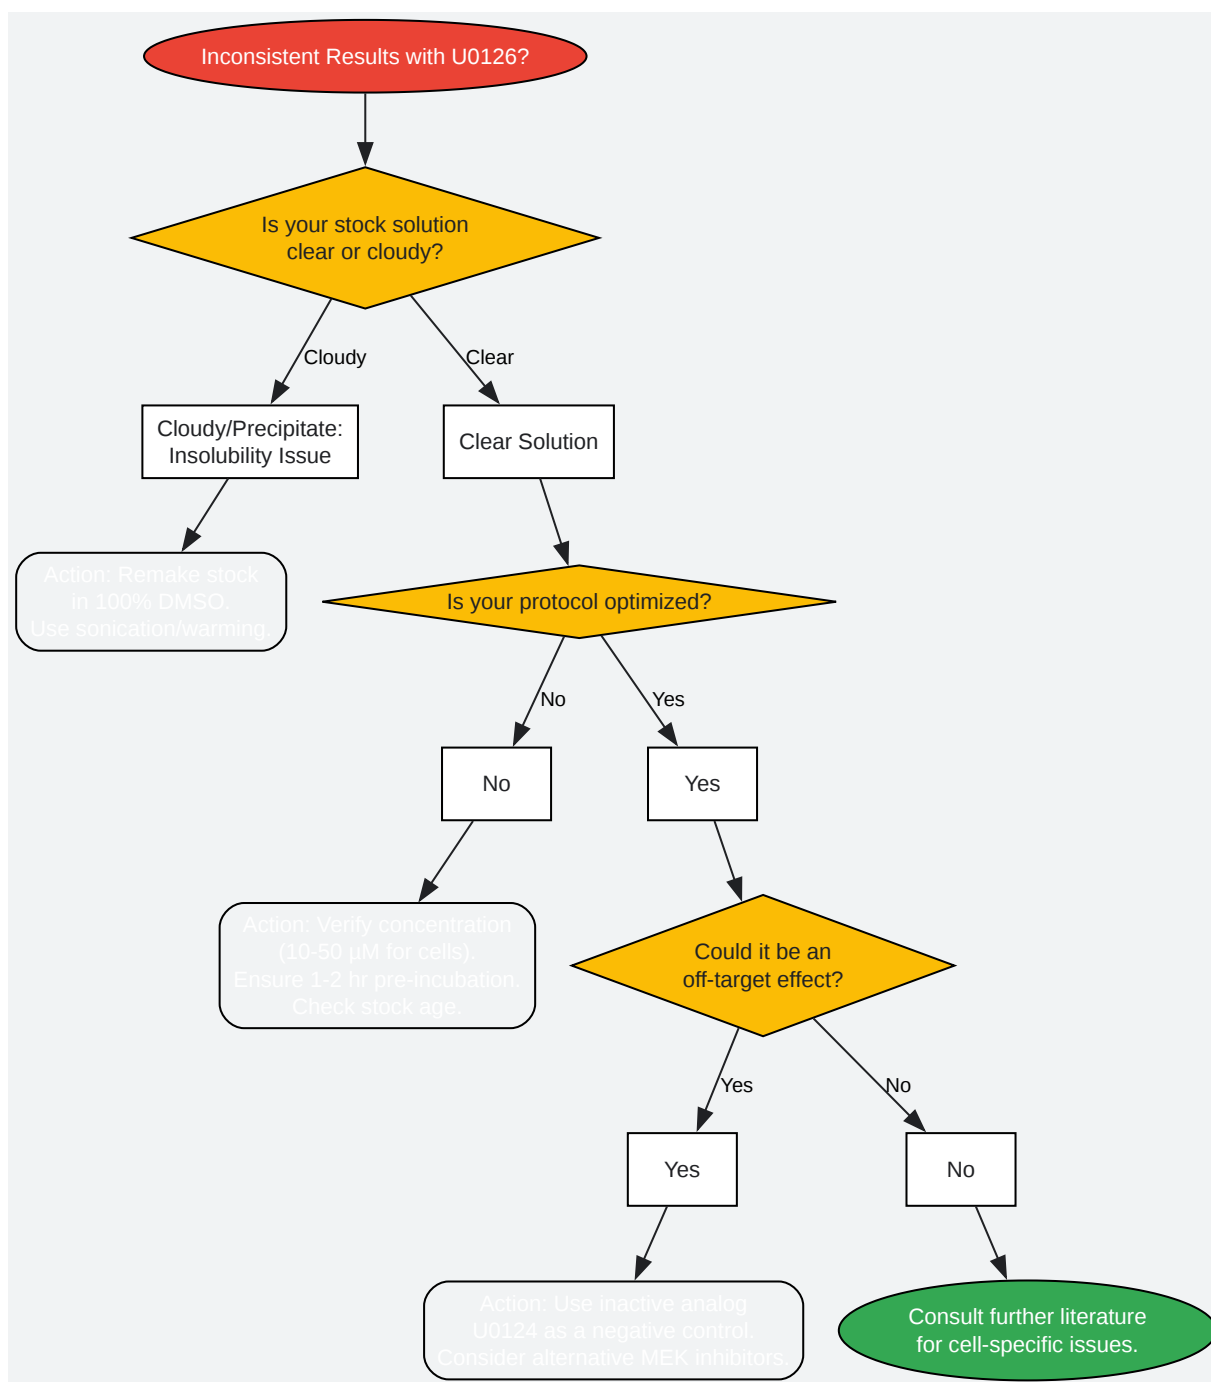 Inconsistent Results with U0126?
Is your stock solution
clear or cloudy?
Cloudy
Clear
Cloudy/Precipitate:
Insolubility Issue
Clear Solution
Action: Remake stock
in 100% DMSO.
Use sonication/warming.
Is your protocol optimized?
No
Yes
No
Yes
Action: Verify concentration
(10-50 µM for cells).
Ensure 1-2 hr pre-incubation.
Check stock age.
Could it be an
off-target effect?
Yes
No
Yes
No
Action: Use inactive analog
U0124 as a negative control.
Consider alternative MEK inhibitors.
Consult further literature
for cell-specific issues.